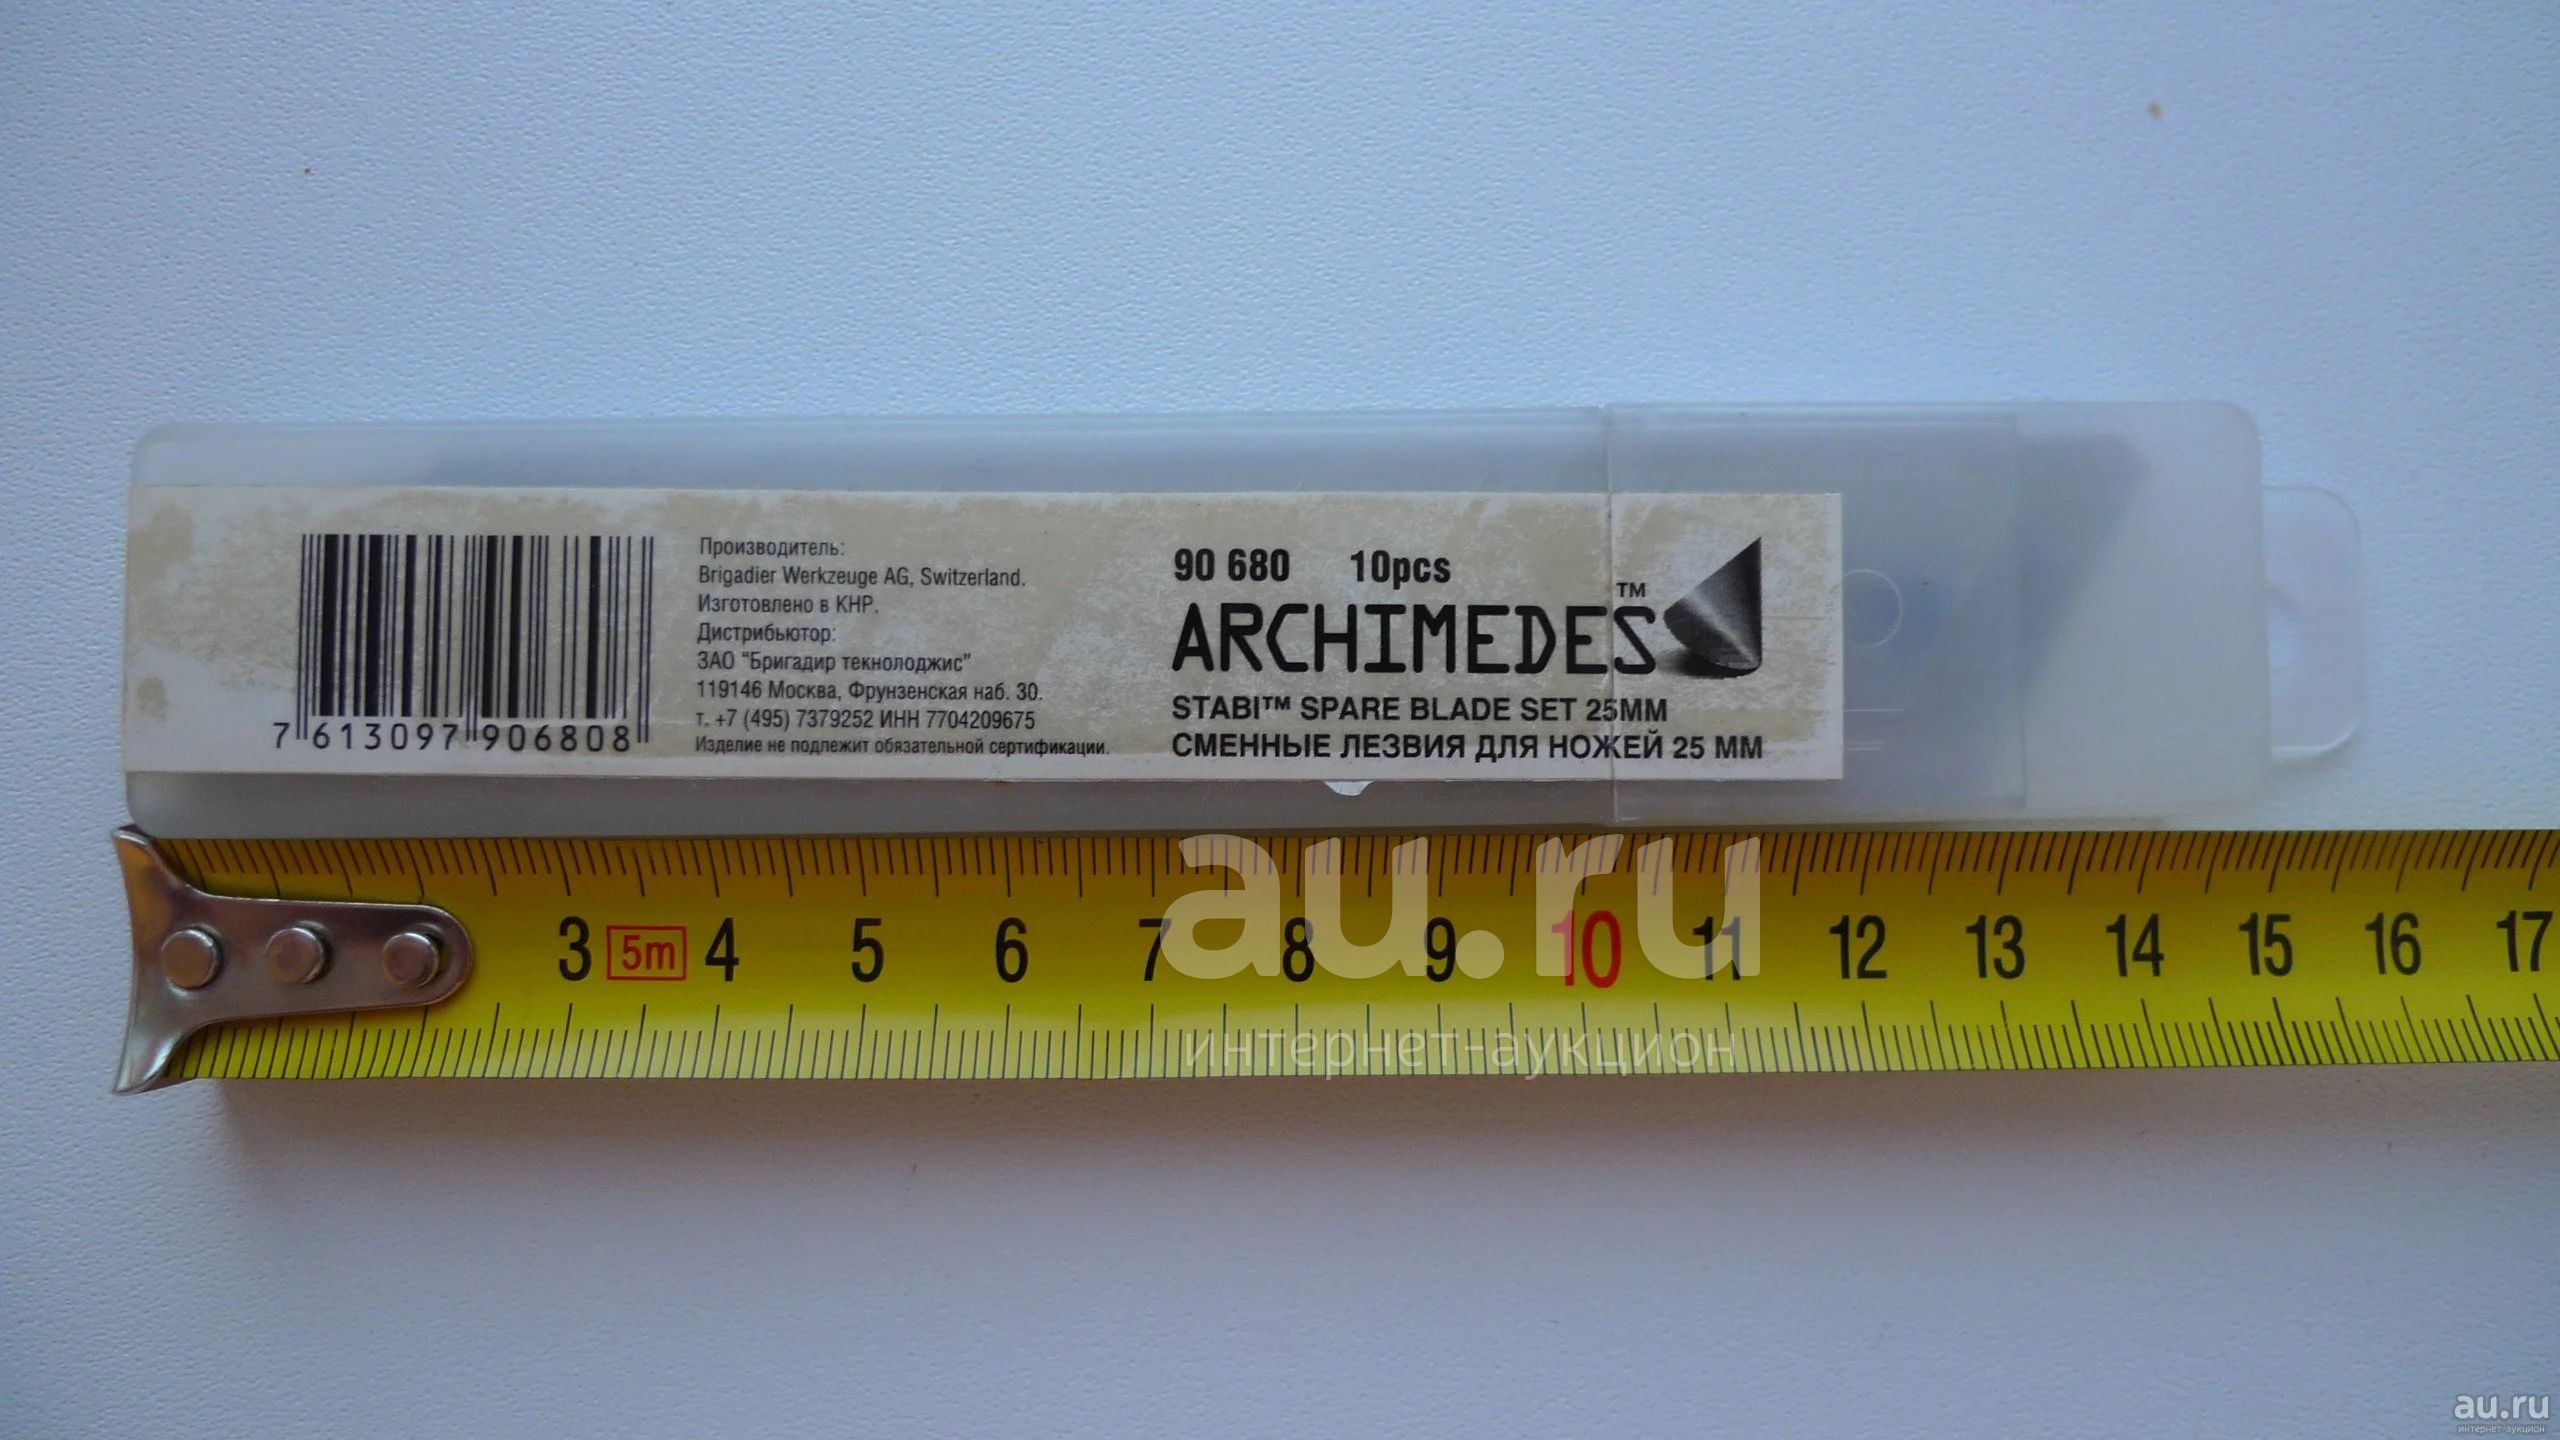 7 613097 906808
Производитель:
Brigadier Werkzeuge AG, Switzerland.
Изготовлено в КНР.
Дистрибьютор:
ЗАО "Бригадир текнолоджис"
119146 Москва, Фрунзенская наб. 30.
т. +7 (495) 7379252 ИНН 7704209675
Изделие не подлежит обязательной сертификации.
90 680 10pcs
ARCHIMEDES™
STABI™ SPARE BLADE SET 25MM
СМЕННЫЕ ЛЕЗВИЯ ДЛЯ НОЖЕЙ 25 ММ
3 5m 4 5 6 7 8 9 10 11 12 13 14 15 16 17
au.ru
интернет-аукцион
au.ru
интернет-аукцион